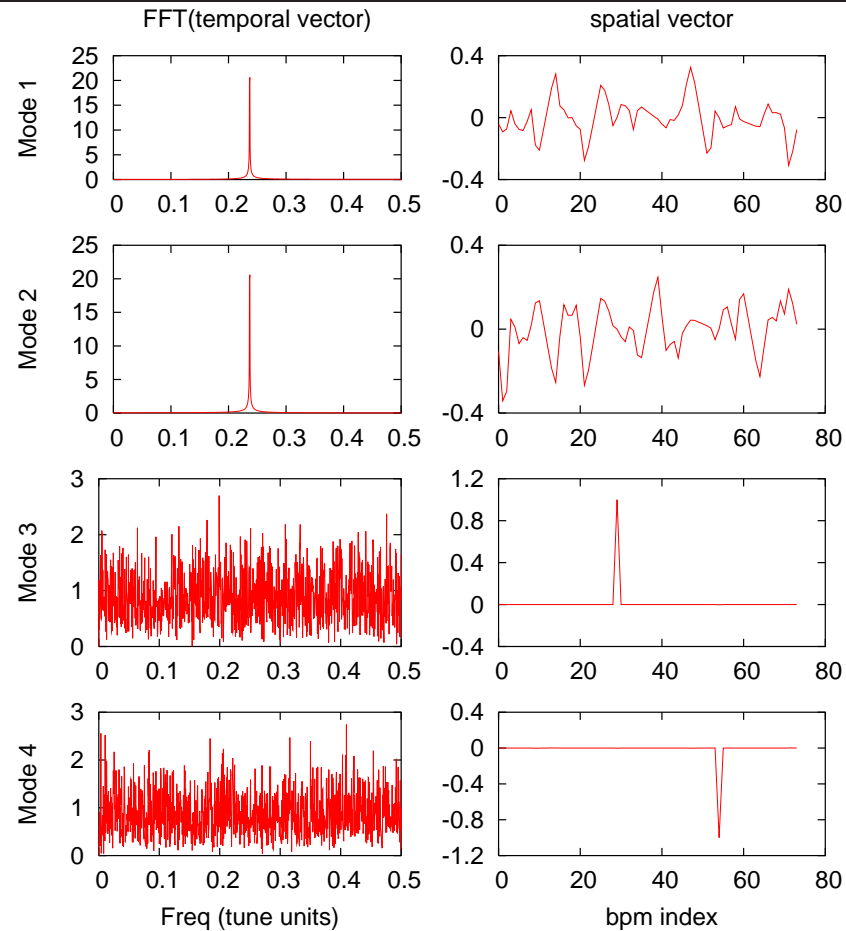 FFT(temporal vector)
spatial vector
Mode 1
25
20
15
10
5
0
0 0.1 0.2 0.3 0.4 0.5
0.4
0
-0.4
0 20 40 60 80
Mode 2
25
20
15
10
5
0
0 0.1 0.2 0.3 0.4 0.5
0.4
0
-0.4
0 20 40 60 80
Mode 3
3
2
1
0
0 0.1 0.2 0.3 0.4 0.5
1.2
0.8
0.4
0
-0.4
0 20 40 60 80
Mode 4
3
2
1
0
0 0.1 0.2 0.3 0.4 0.5
0.4
0
-0.4
-0.8
-1.2
0 20 40 60 80
Freq (tune units)
bpm index